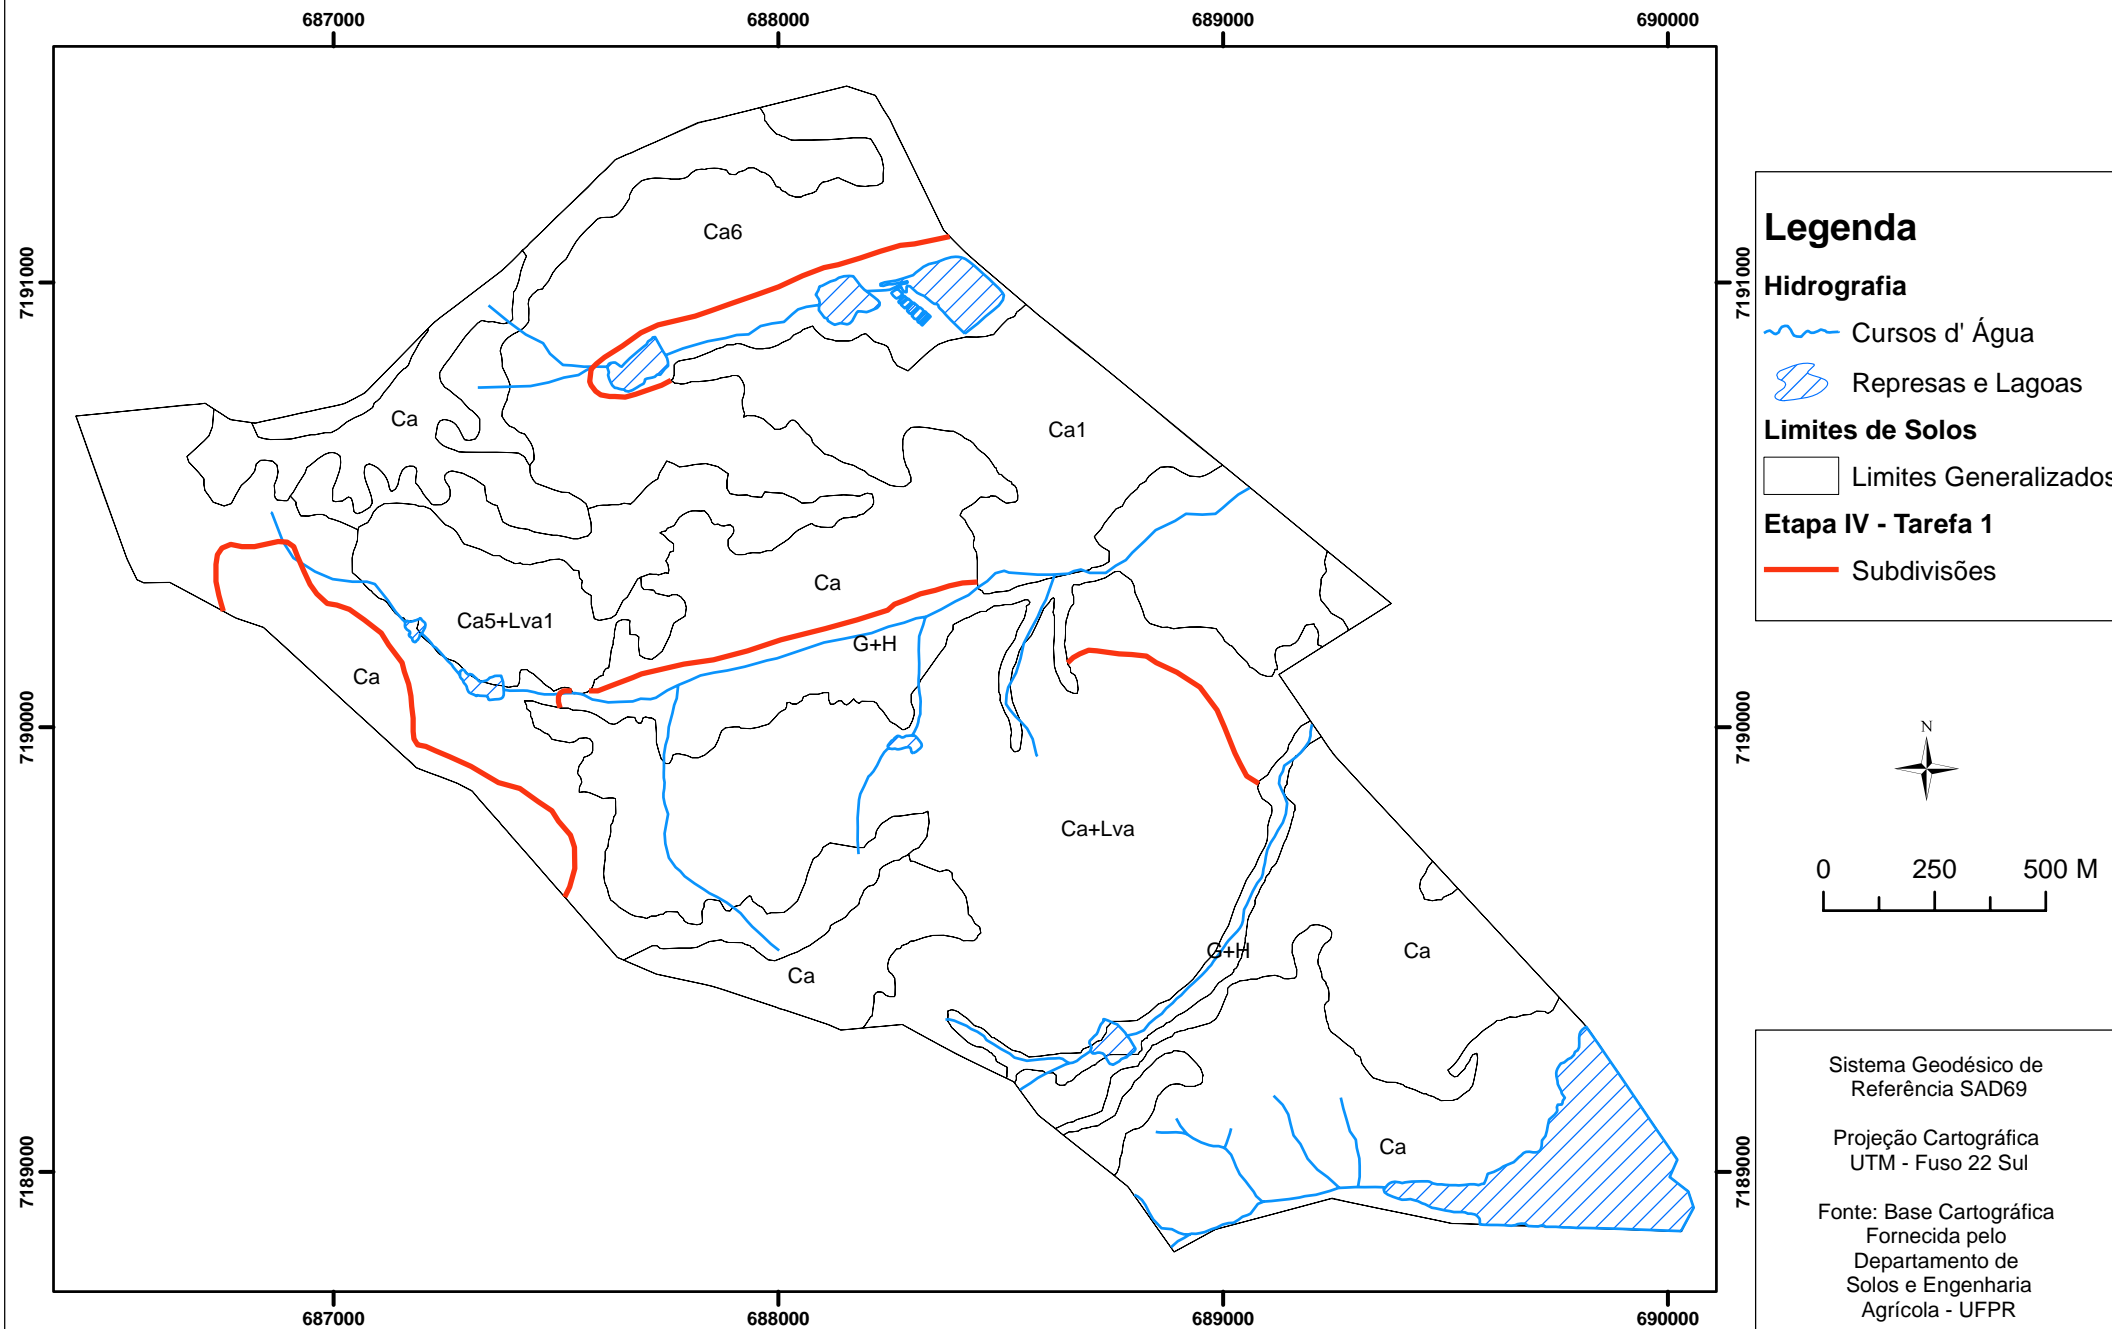 687000
688000
689000
690000
7191000
7190000
7189000
Ca6
Ca
Ca1
Ca
Ca5+Lva1
G+H
Ca
Ca+Lva
G+H
Ca
Ca
Ca
7191000
7190000
7189000
687000
688000
689000
690000
Legenda
Hidrografia
Cursos d' Água
Represas e Lagoas
Limites de Solos
Limites Generalizados
Etapa IV - Tarefa 1
Subdivisões
N
0 250 500 M
Sistema Geodésico de
Referência SAD69
Projeção Cartográfica
UTM - Fuso 22 Sul
Fonte: Base Cartográfica
Fornecida pelo
Departamento de
Solos e Engenharia
Agrícola - UFPR